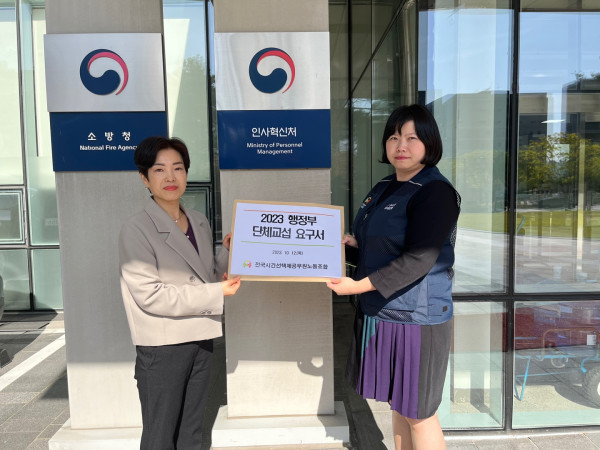 소방청
National Fire Agency
인사혁신처
Ministry of Personnel
Management
2023 행정부
단체교섭 요구서
2023. 10. 12.(목)
전국시간선택제공무원노동조합